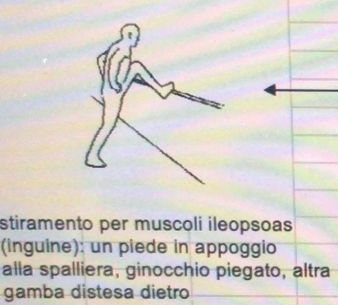 stiramento per muscoli ileopsoas
(inguine): un piede in appoggio
alla spalliera, ginocchio piegato, altra
gamba distesa dietro